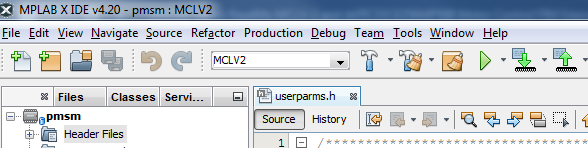 MPLAB X IDE v4.20 - pmsm : MCLV2
File Edit View Navigate Source Refactor Production Debug Team Tools Window Help
MCLV2
Files Classes Servi...
userparms.h
pmsm
Source History
Header Files
1 /******************************************